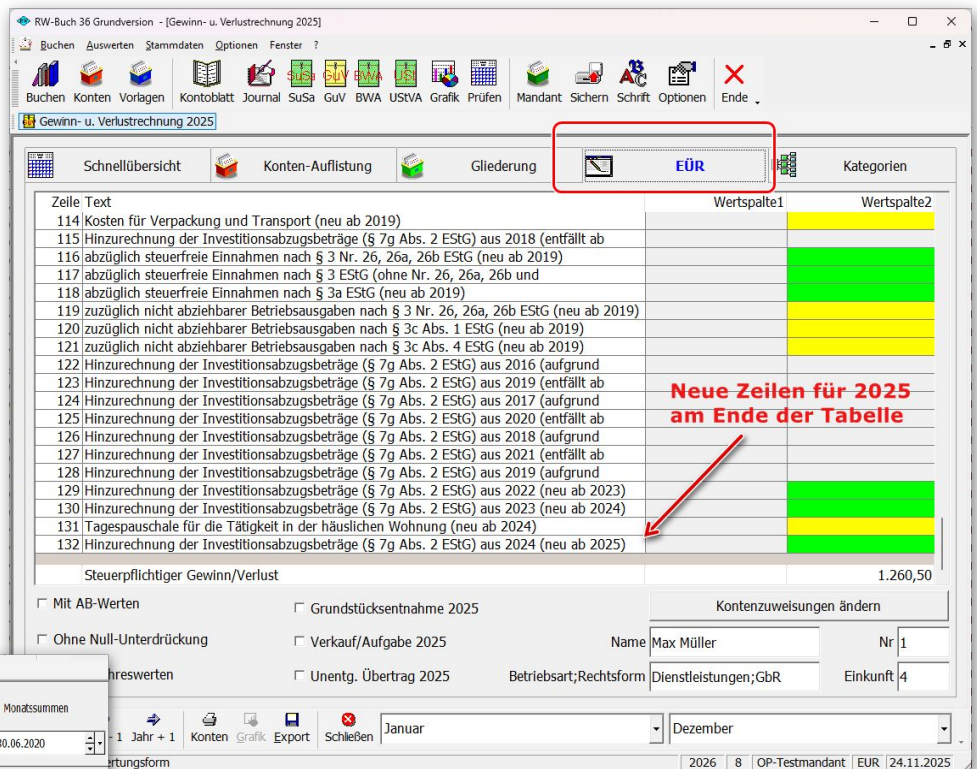 RW-Buch 36 Grundversion - [Gewinn- u. Verlustrechnung 2025]
Buchen Auswerten Stammdaten Optionen Fenster ?
SuSa GuV BWA USt
Buchen Konten Vorlagen Kontoblatt Journal SuSa GuV BWA UStVA Grafik Prüfen Mandant Sichern Schrift Optionen Ende
Gewinn- u. Verlustrechnung 2025
Schnellübersicht Konten-Auflistung Gliederung EÜR Kategorien
Zeile Text Wertspalte1 Wertspalte2
114 Kosten für Verpackung und Transport (neu ab 2019)
115 Hinzurechnung der Investitionsabzugsbeträge (§ 7g Abs. 2 EStG) aus 2018 (entfällt ab
116 abzüglich steuerfreie Einnahmen nach § 3 Nr. 26, 26a, 26b EStG (neu ab 2019)
117 abzüglich steuerfreie Einnahmen nach § 3 EStG (ohne Nr. 26, 26a, 26b und
118 abzüglich steuerfreie Einnahmen nach § 3a EStG (neu ab 2019)
119 zuzüglich nicht abziehbarer Betriebsausgaben nach § 3 Nr. 26, 26a, 26b EStG (neu ab 2019)
120 zuzüglich nicht abziehbarer Betriebsausgaben nach § 3c Abs. 1 EStG (neu ab 2019)
121 zuzüglich nicht abziehbarer Betriebsausgaben nach § 3c Abs. 4 EStG (neu ab 2019)
122 Hinzurechnung der Investitionsabzugsbeträge (§ 7g Abs. 2 EStG) aus 2016 (aufgrund
123 Hinzurechnung der Investitionsabzugsbeträge (§ 7g Abs. 2 EStG) aus 2019 (entfällt ab
124 Hinzurechnung der Investitionsabzugsbeträge (§ 7g Abs. 2 EStG) aus 2017 (aufgrund
125 Hinzurechnung der Investitionsabzugsbeträge (§ 7g Abs. 2 EStG) aus 2020 (entfällt ab
126 Hinzurechnung der Investitionsabzugsbeträge (§ 7g Abs. 2 EStG) aus 2018 (aufgrund
127 Hinzurechnung der Investitionsabzugsbeträge (§ 7g Abs. 2 EStG) aus 2021 (entfällt ab
128 Hinzurechnung der Investitionsabzugsbeträge (§ 7g Abs. 2 EStG) aus 2019 (aufgrund
129 Hinzurechnung der Investitionsabzugsbeträge (§ 7g Abs. 2 EStG) aus 2022 (neu ab 2023)
130 Hinzurechnung der Investitionsabzugsbeträge (§ 7g Abs. 2 EStG) aus 2023 (neu ab 2024)
131 Tagespauschale für die Tätigkeit in der häuslichen Wohnung (neu ab 2024)
132 Hinzurechnung der Investitionsabzugsbeträge (§ 7g Abs. 2 EStG) aus 2024 (neu ab 2025)
Neue Zeilen für 2025
am Ende der Tabelle
Steuerpflichtiger Gewinn/Verlust 1.260,50
Mit AB-Werten Grundstücksentnahme 2025 Kontenzuweisungen ändern
Ohne Null-Unterdrückung Verkauf/Aufgabe 2025 Name Max Müller Nr 1
hreswerten Unentg. Übertrag 2025 Betriebsart;Rechtsform Dienstleistungen;GbR Einkunft 4
Monatssummen
30.06.2020
- 1 Jahr + 1 Konten Grafik Export Schließen Januar Dezember
ertungsform 2026 8 OP-Testmandant EUR 24.11.2025